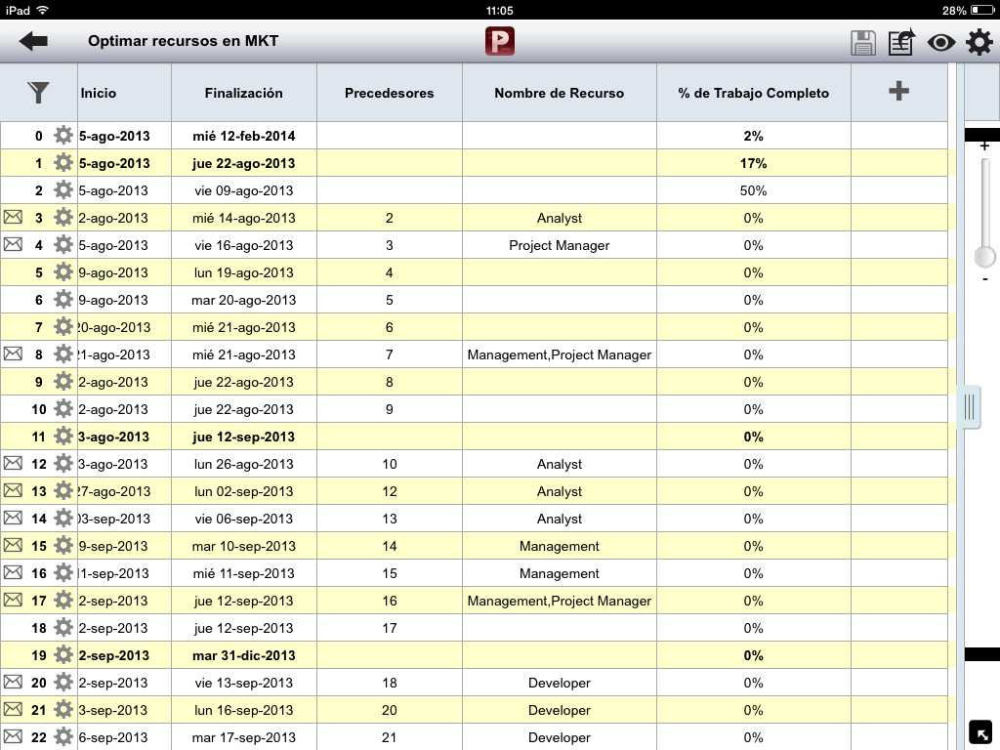 iPad 11:05 28%
Optimar recursos en MKT P
Inicio Finalización Precedesores Nombre de Recurso % de Trabajo Completo
0 5-ago-2013 mié 12-feb-2014 2%
1 5-ago-2013 jue 22-ago-2013 17%
2 5-ago-2013 vie 09-ago-2013 50%
3 2-ago-2013 mié 14-ago-2013 2 Analyst 0%
4 5-ago-2013 vie 16-ago-2013 3 Project Manager 0%
5 9-ago-2013 lun 19-ago-2013 4 0%
6 9-ago-2013 mar 20-ago-2013 5 0%
7 20-ago-2013 mié 21-ago-2013 6 0%
8 21-ago-2013 mié 21-ago-2013 7 Management,Project Manager 0%
9 2-ago-2013 jue 22-ago-2013 8 0%
10 2-ago-2013 jue 22-ago-2013 9 0%
11 3-ago-2013 jue 12-sep-2013 0%
12 3-ago-2013 lun 26-ago-2013 10 Analyst 0%
13 27-ago-2013 lun 02-sep-2013 12 Analyst 0%
14 03-sep-2013 vie 06-sep-2013 13 Analyst 0%
15 9-sep-2013 mar 10-sep-2013 14 Management 0%
16 11-sep-2013 mié 11-sep-2013 15 Management 0%
17 2-sep-2013 jue 12-sep-2013 16 Management,Project Manager 0%
18 2-sep-2013 jue 12-sep-2013 17 0%
19 2-sep-2013 mar 31-dic-2013 0%
20 2-sep-2013 vie 13-sep-2013 18 Developer 0%
21 3-sep-2013 lun 16-sep-2013 20 Developer 0%
22 6-sep-2013 mar 17-sep-2013 21 Developer 0%